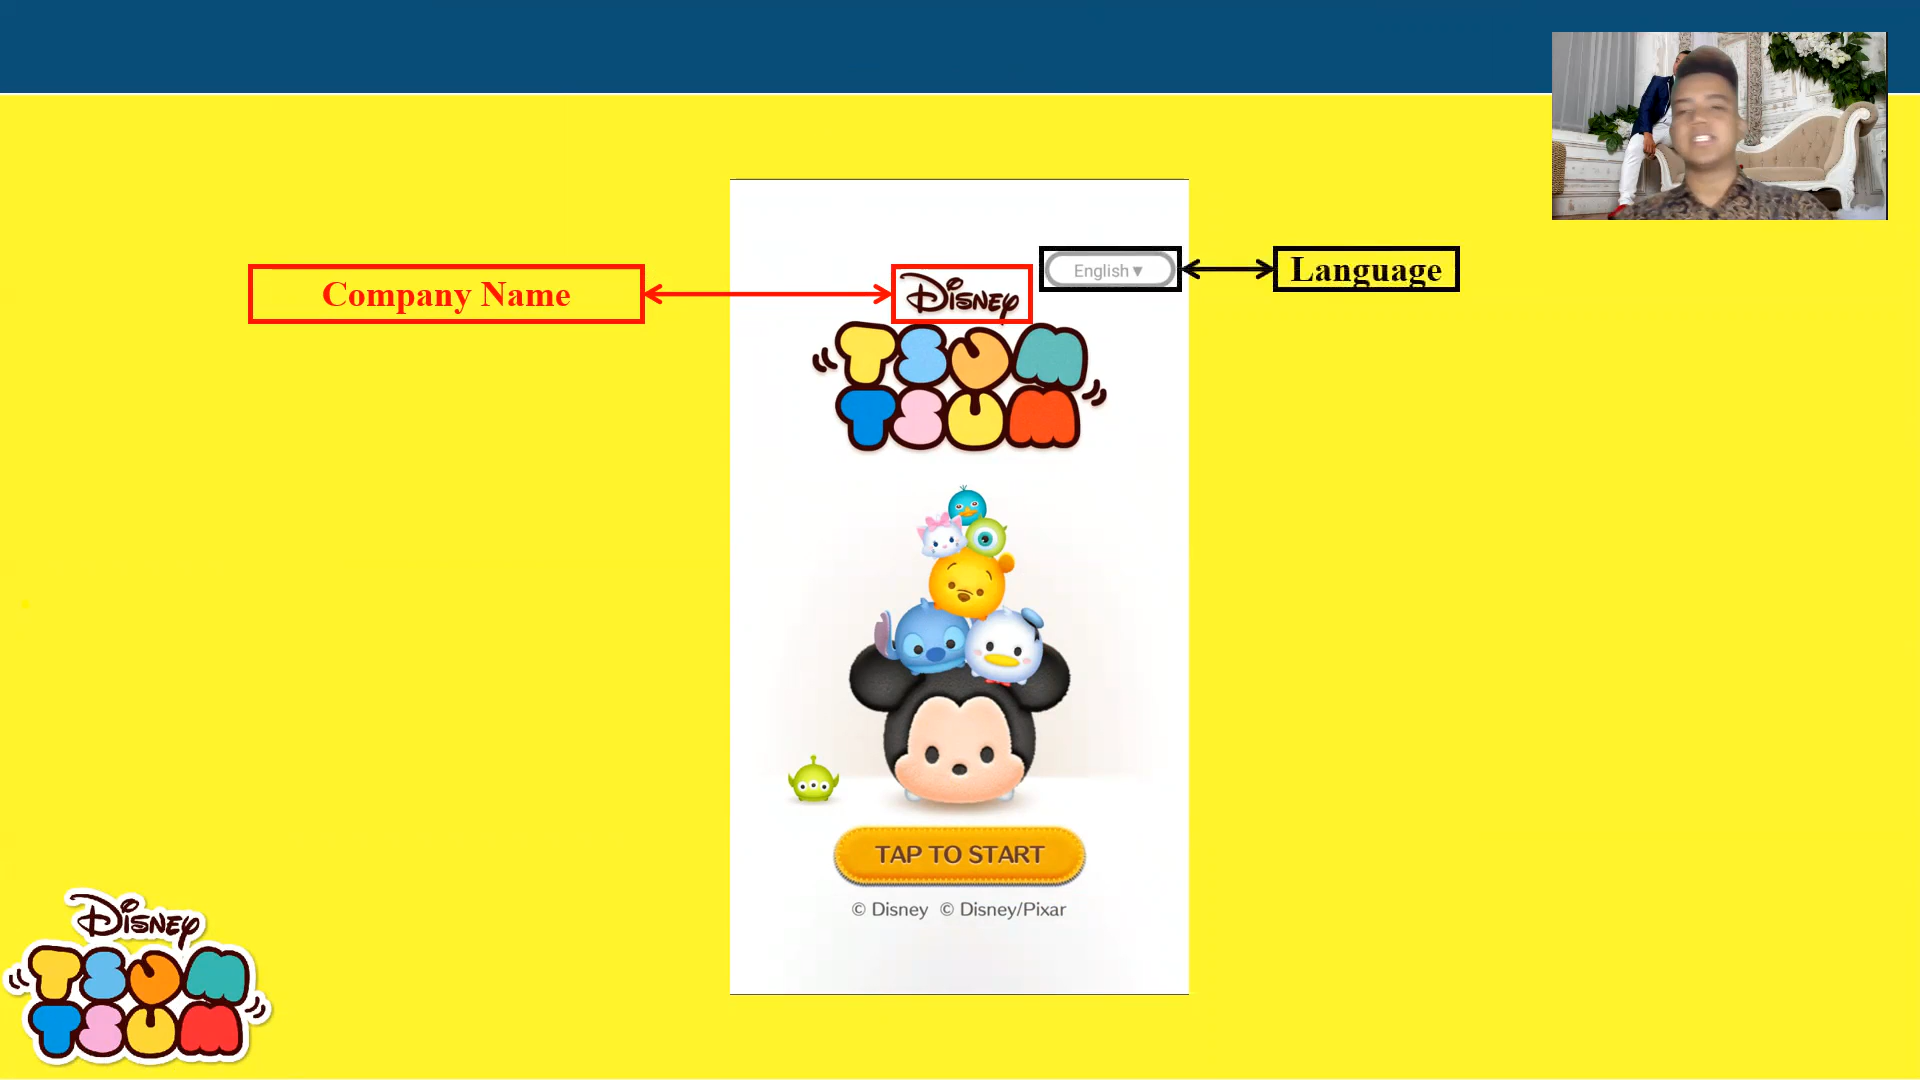 Company Name
Disney
English▼
Language
TSUM
TSUM
TAP TO START
© Disney © Disney/Pixar
Disney
TSUM
TSUM